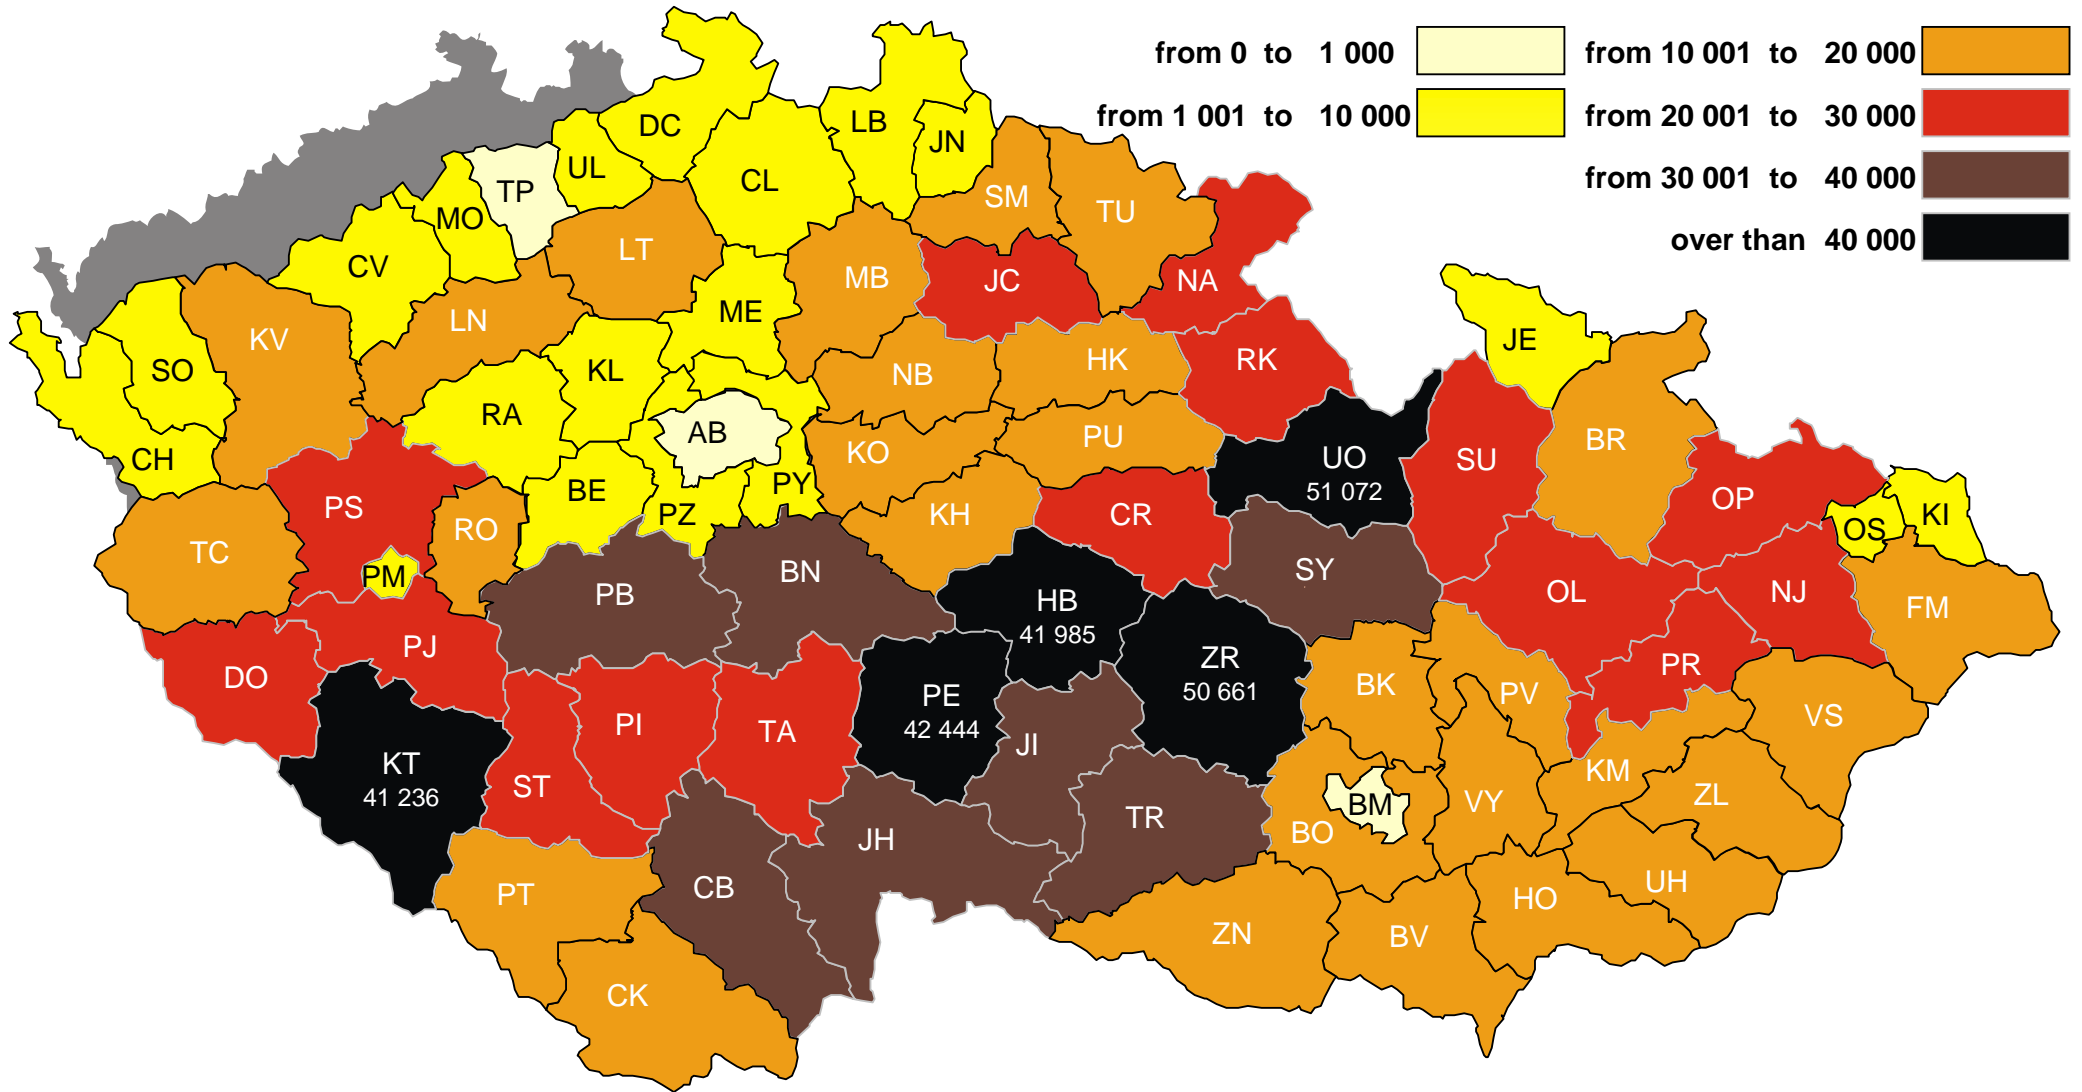 from 0 to 1 000
from 10 001 to 20 000
from 1 001 to 10 000
from 20 001 to 30 000
from 30 001 to 40 000
over than 40 000
DC
LB
JN
UL
TP
CL
MO
SM
TU
LT
CV
MB
JC
NA
ME
LN
KV
JE
SO
KL
NB
HK
RK
RA
AB
KO
PU
BR
CH
UO
51 072
SU
BE
PY
PS
PZ
KH
CR
OP
OS
KI
RO
TC
PM
BN
SY
PB
HB
41 985
OL
NJ
FM
PJ
DO
ZR
50 661
PR
PE
42 444
BK
PV
VS
PI
TA
JI
KT
41 236
ST
KM
ZL
BM
VY
TR
BO
JH
CB
PT
UH
HO
ZN
BV
CK